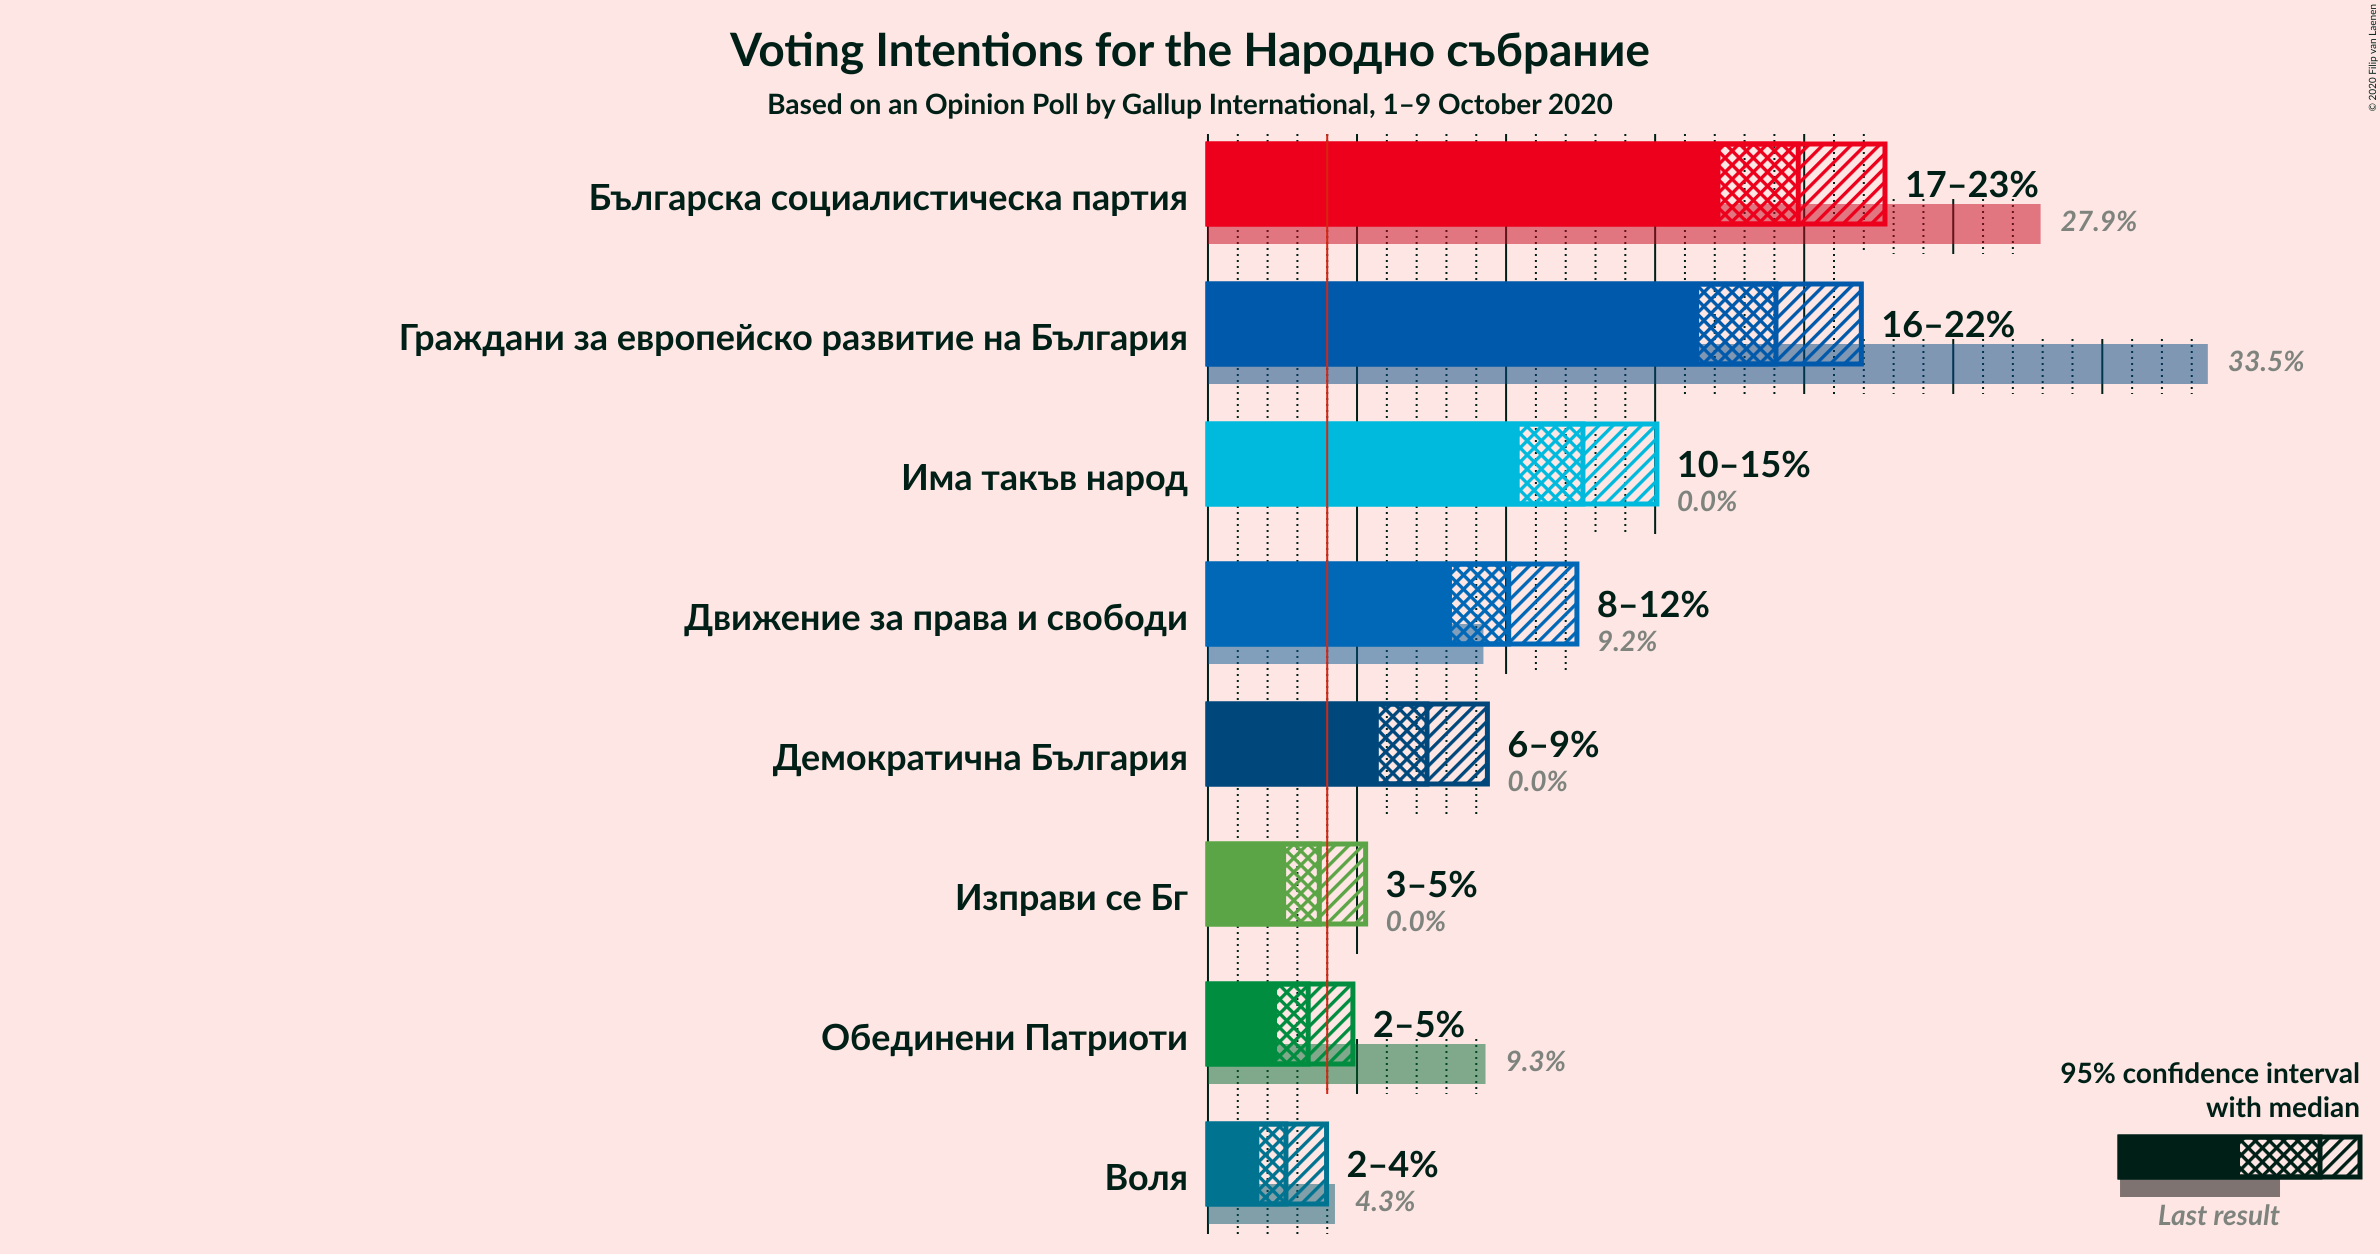 Voting Intentions for the Народно събрание
Based on an Opinion Poll by Gallup International, 1–9 October 2020
© 2020 Filip van Laenen
Българска социалистическа партия
17–23%
27.9%
Граждани за европейско развитие на България
16–22%
33.5%
Има такъв народ
10–15%
0.0%
Движение за права и свободи
8–12%
9.2%
Демократична България
6–9%
0.0%
Изправи се Бг
3–5%
0.0%
Обединени Патриоти
2–5%
9.3%
Воля
2–4%
4.3%
95% confidence interval
with median
Last result